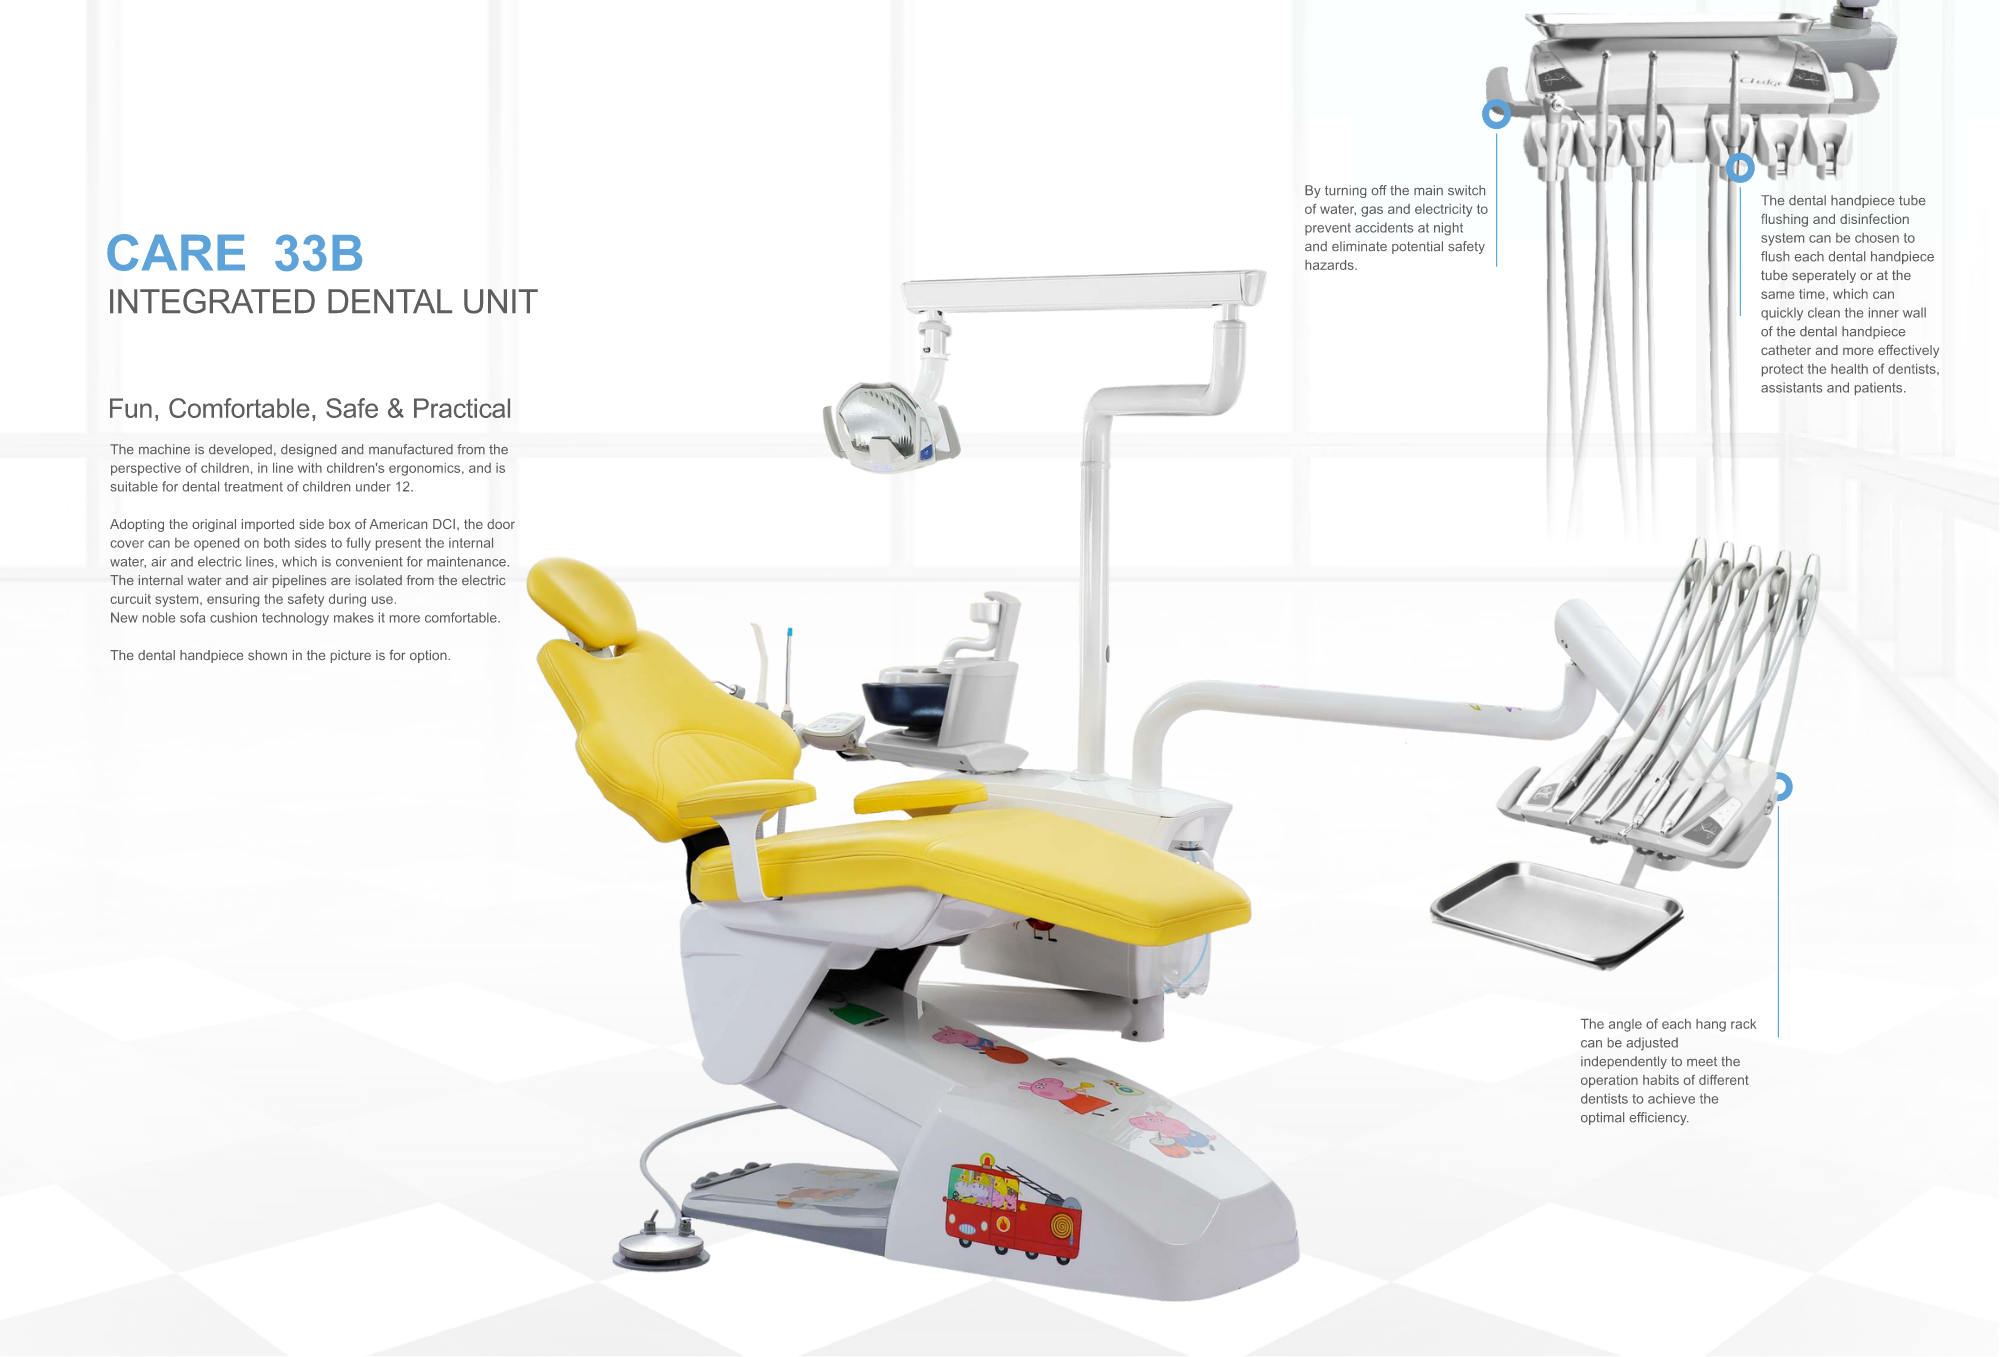 CARE 33B
INTEGRATED DENTAL UNIT
Fun, Comfortable, Safe & Practical
The machine is developed, designed and manufactured from the
perspective of children, in line with children's ergonomics, and is
suitable for dental treatment of children under 12.
Adopting the original imported side box of American DCI, the door
cover can be opened on both sides to fully present the internal
water, air and electric lines, which is convenient for maintenance.
The internal water and air pipelines are isolated from the electric
curcuit system, ensuring the safety during use.
New noble sofa cushion technology makes it more comfortable.
The dental handpiece shown in the picture is for option.
By turning off the main switch
of water, gas and electricity to
prevent accidents at night
and eliminate potential safety
hazards.
The dental handpiece tube
flushing and disinfection
system can be chosen to
flush each dental handpiece
tube seperately or at the
same time, which can
quickly clean the inner wall
of the dental handpiece
catheter and more effectively
protect the health of dentists,
assistants and patients.
The angle of each hang rack
can be adjusted
independently to meet the
operation habits of different
dentists to achieve the
optimal efficiency.